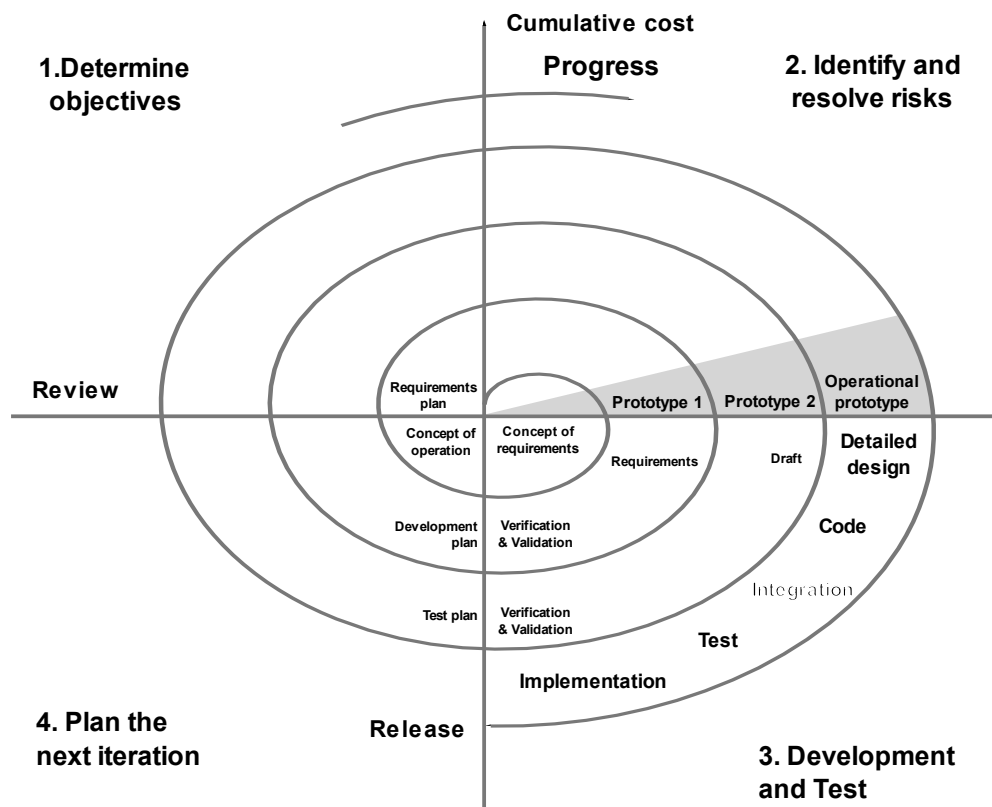 Cumulative cost
Progress
1.Determine
objectives
2. Identify and
resolve risks
Review
Requirements
plan
Prototype 1
Prototype 2
Operational
prototype
Concept of
operation
Concept of
requirements
Requirements
Draft
Detailed
design
Development
plan
Verification
& Validation
Code
Integration
Test plan
Verification
& Validation
Test
Implementation
Release
4. Plan the
next iteration
3. Development
and Test